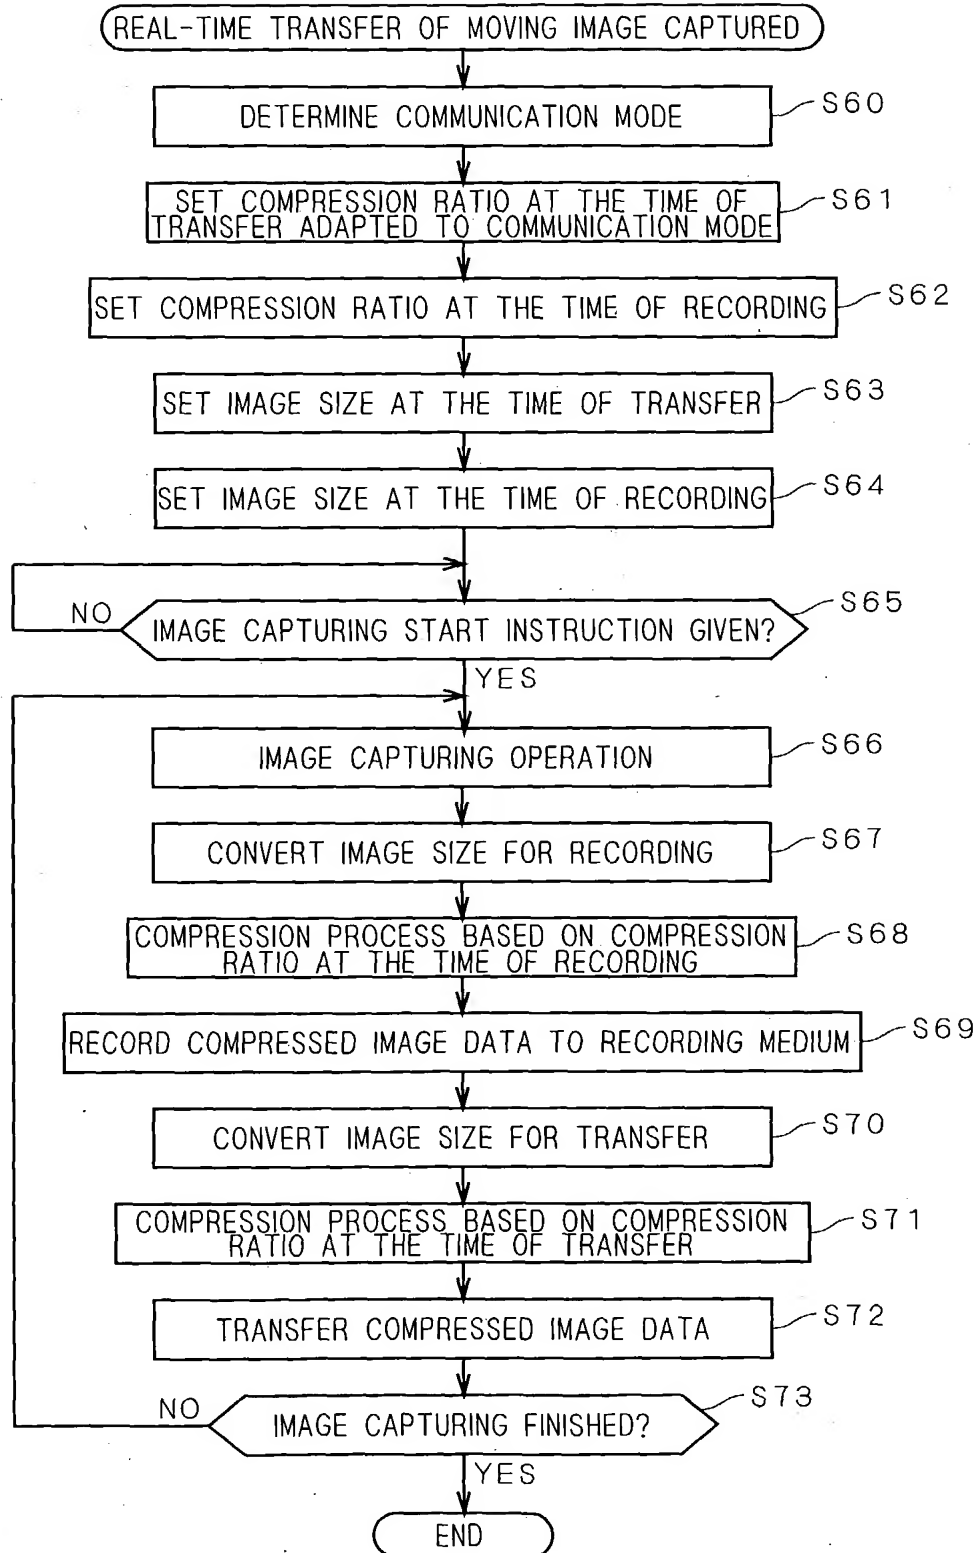 REAL-TIME TRANSFER OF MOVING IMAGE CAPTURED
DETERMINE COMMUNICATION MODE
S60
SET COMPRESSION RATIO AT THE TIME OF
TRANSFER ADAPTED TO COMMUNICATION MODE
S61
SET COMPRESSION RATIO AT THE TIME OF RECORDING
S62
SET IMAGE SIZE AT THE TIME OF TRANSFER
S63
SET IMAGE SIZE AT THE TIME OF RECORDING
S64
NO
IMAGE CAPTURING START INSTRUCTION GIVEN?
S65
YES
IMAGE CAPTURING OPERATION
S66
CONVERT IMAGE SIZE FOR RECORDING
S67
COMPRESSION PROCESS BASED ON COMPRESSION
RATIO AT THE TIME OF RECORDING
S68
RECORD COMPRESSED IMAGE DATA TO RECORDING MEDIUM
S69
CONVERT IMAGE SIZE FOR TRANSFER
S70
COMPRESSION PROCESS BASED ON COMPRESSION
RATIO AT THE TIME OF TRANSFER
S71
TRANSFER COMPRESSED IMAGE DATA
S72
NO
IMAGE CAPTURING FINISHED?
S73
YES
END